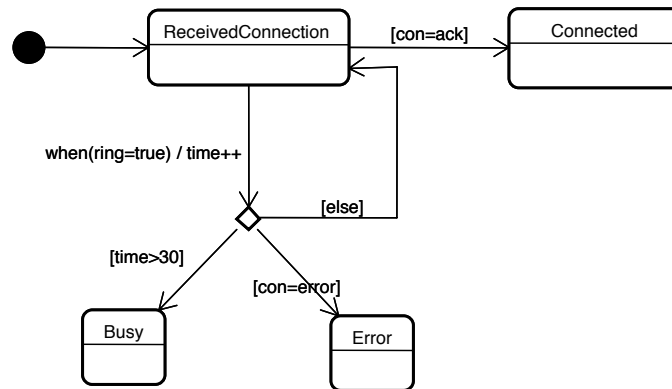 ReceivedConnection
[con=ack]
Connected
when(ring=true) / time++
[else]
[time>30]
[con=error]
Busy
Error